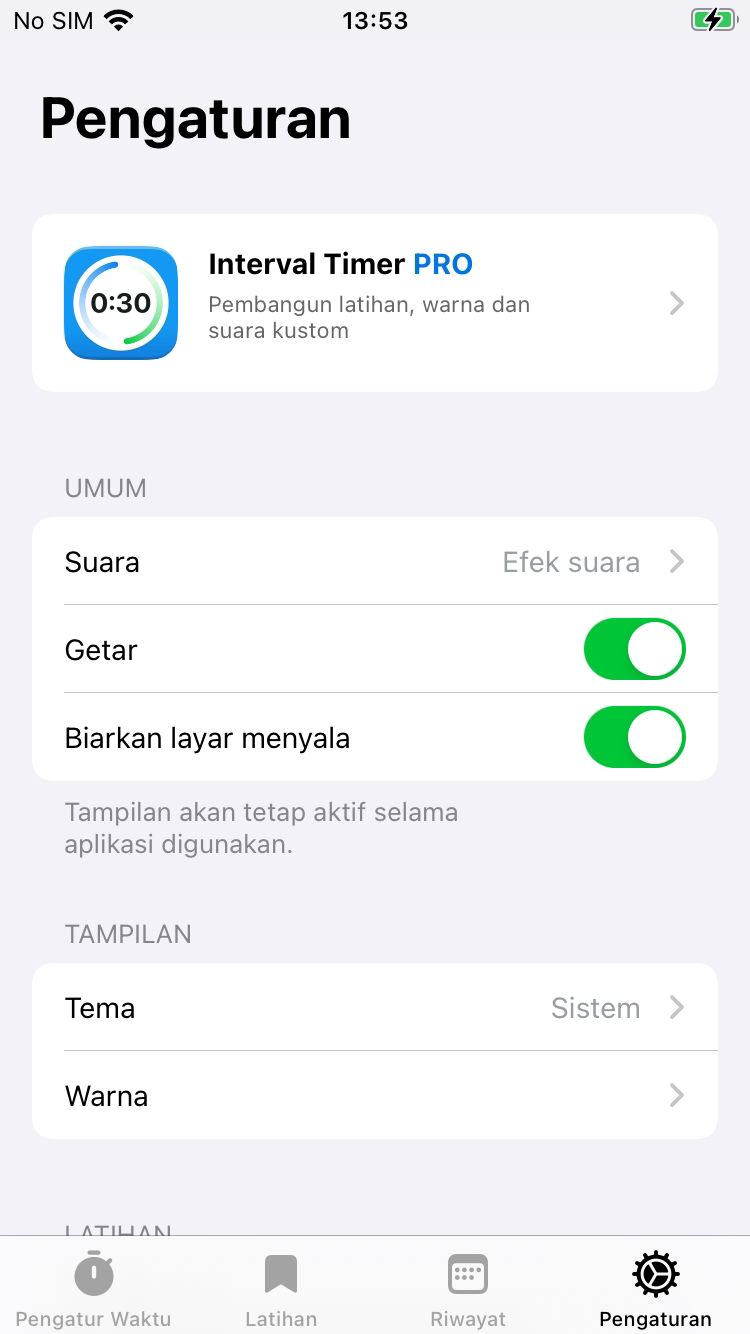 No SIM 13:53
Pengaturan
0:30
Interval Timer PRO
Pembangun latihan, warna dan
suara kustom
UMUM
Suara Efek suara
Getar
Biarkan layar menyala
Tampilan akan tetap aktif selama
aplikasi digunakan.
TAMPILAN
Tema Sistem
Warna
LATIHAN
Pengatur Waktu Latihan Riwayat Pengaturan